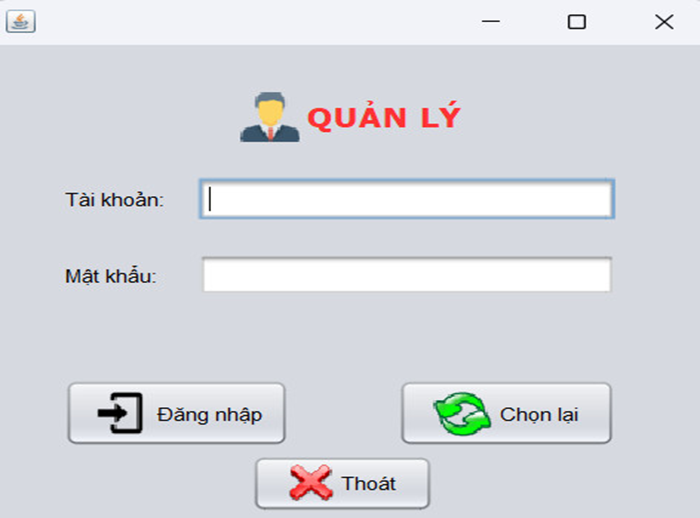 QUẢN LÝ
Tài khoản:
Mật khẩu:
Đăng nhập
Chọn lại
Thoát